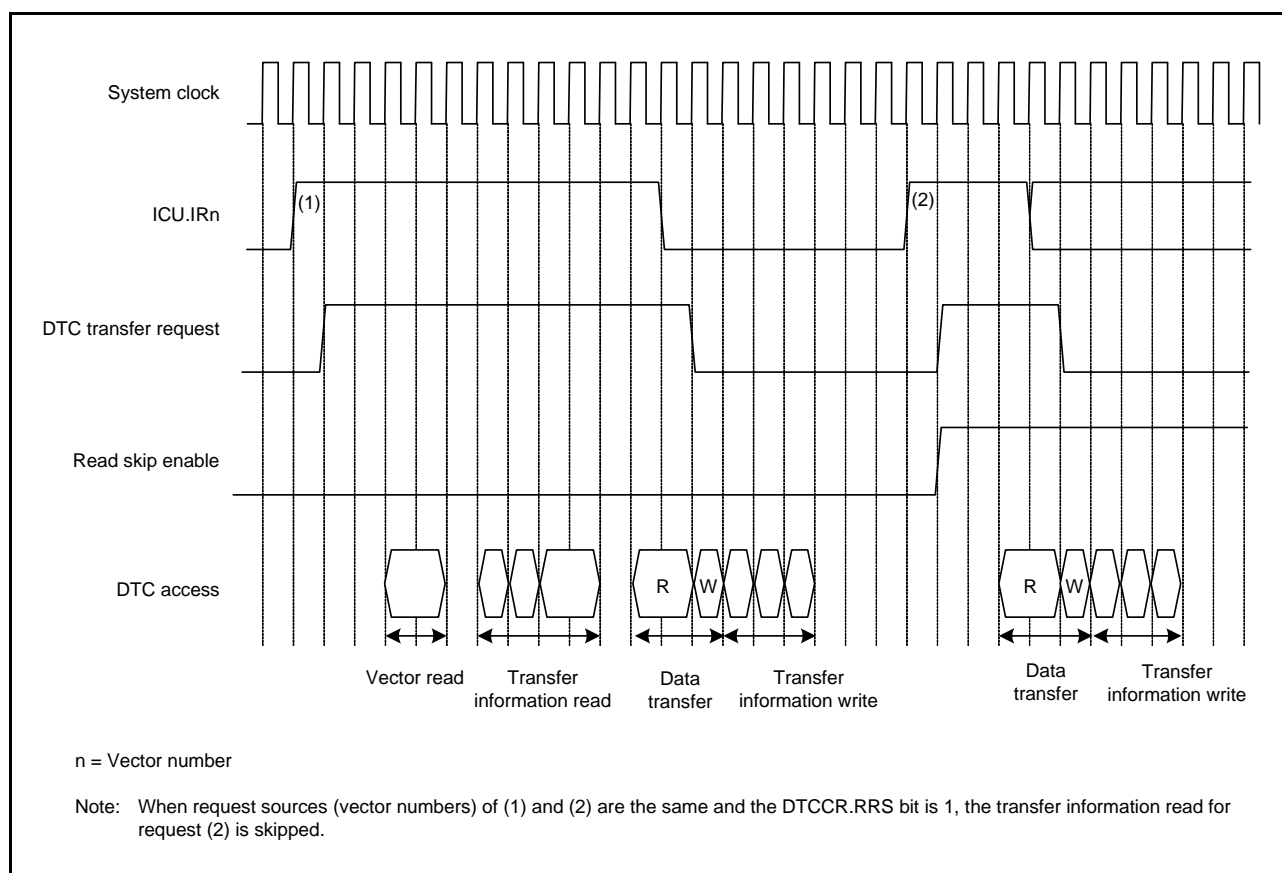 System clock
ICU.IRn
(1)
(2)
DTC transfer request
Read skip enable
DTC access
R
W
R
W
Vector read
Transfer
information read
Data
transfer
Transfer
information write
Data
transfer
Transfer
information write
n = Vector number
Note: When request sources (vector numbers) of (1) and (2) are the same and the DTCCR.RRS bit is 1, the transfer information read for
request (2) is skipped.